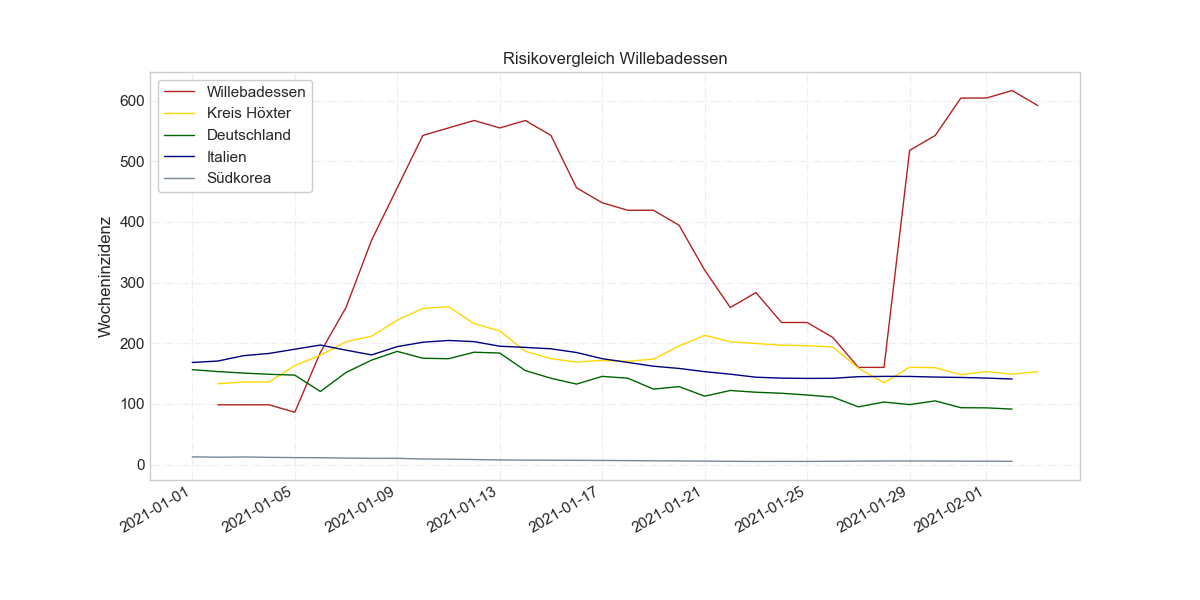 Risikovergleich Willebadessen
Willebadessen
Kreis Höxter
Deutschland
Italien
Südkorea
Wocheninzidenz
600
500
400
300
200
100
0
2021-01-01
2021-01-05
2021-01-09
2021-01-13
2021-01-17
2021-01-21
2021-01-25
2021-01-29
2021-02-01